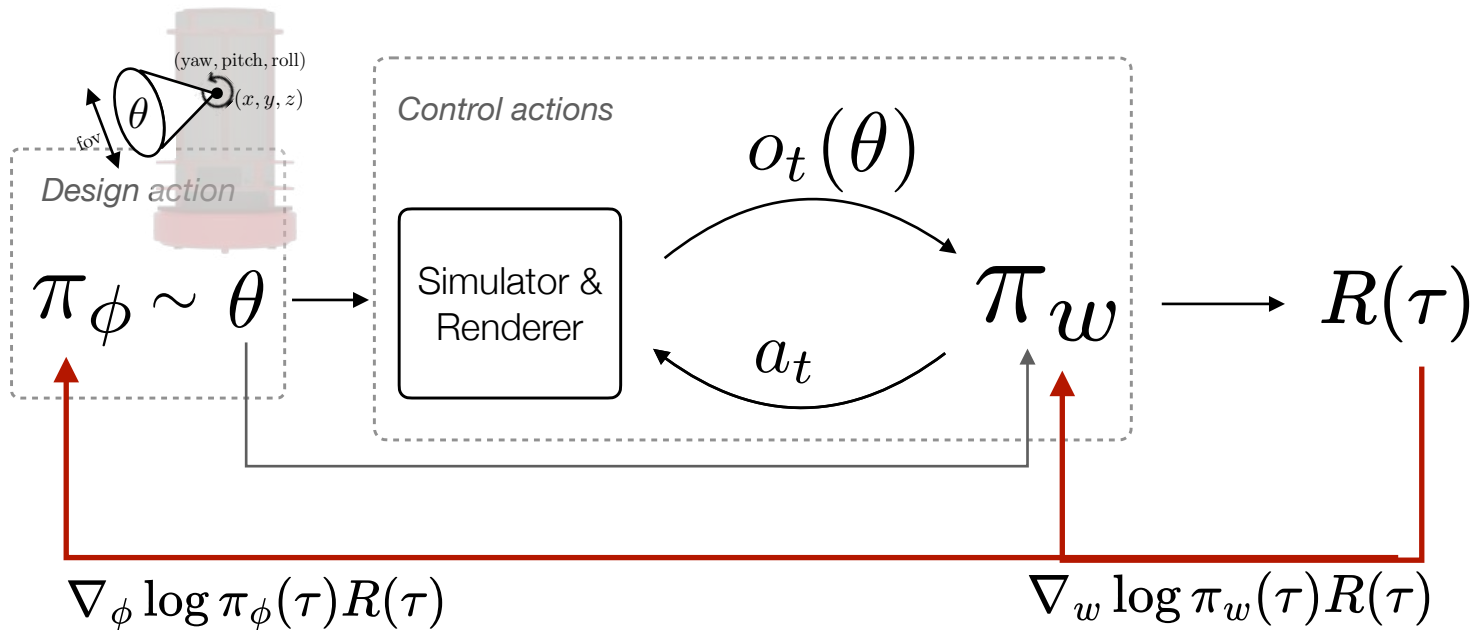 (yaw, pitch, roll)
(x, y, z)
θ
fov
Design action
π_ϕ ∼ θ
Control actions
Simulator &
Renderer
o_t(θ)
a_t
π_w
R(τ)
∇_ϕ log π_ϕ(τ)R(τ)
∇_w log π_w(τ)R(τ)